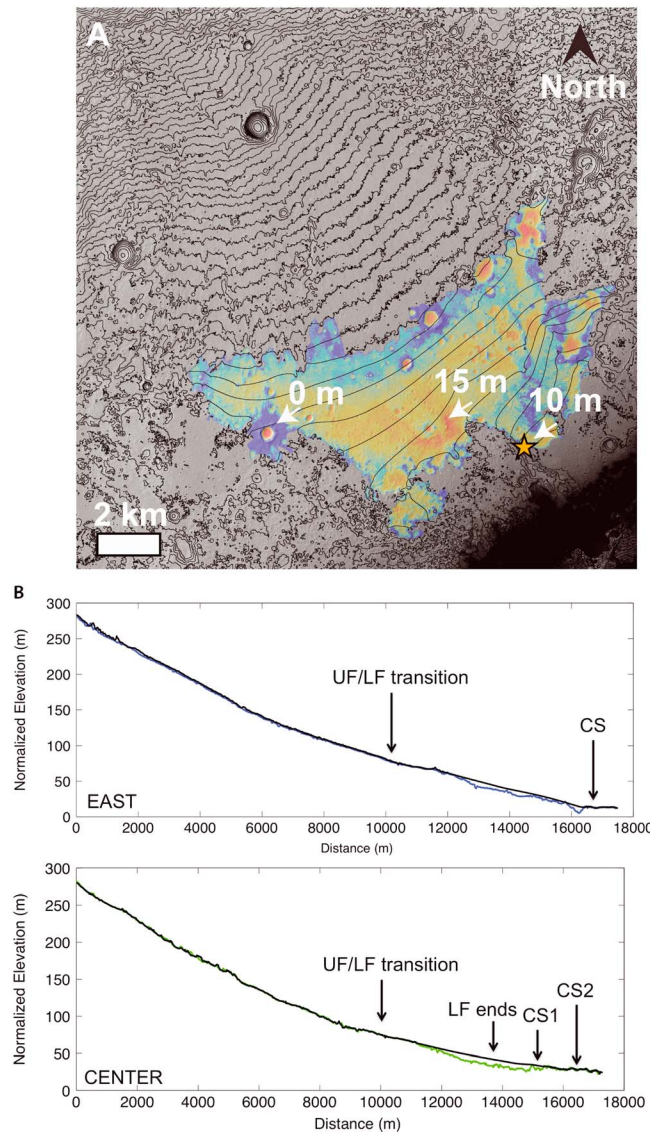 A
North
0 m
15 m
10 m
2 km
B
300
250
200
150
100
50
0
Normalized Elevation (m)
UF/LF transition
CS
EAST
0 2000 4000 6000 8000 10000 12000 14000 16000 18000
Distance (m)
300
250
200
150
100
50
0
Normalized Elevation (m)
UF/LF transition
LF ends
CS1
CS2
CENTER
0 2000 4000 6000 8000 10000 12000 14000 16000 18000
Distance (m)